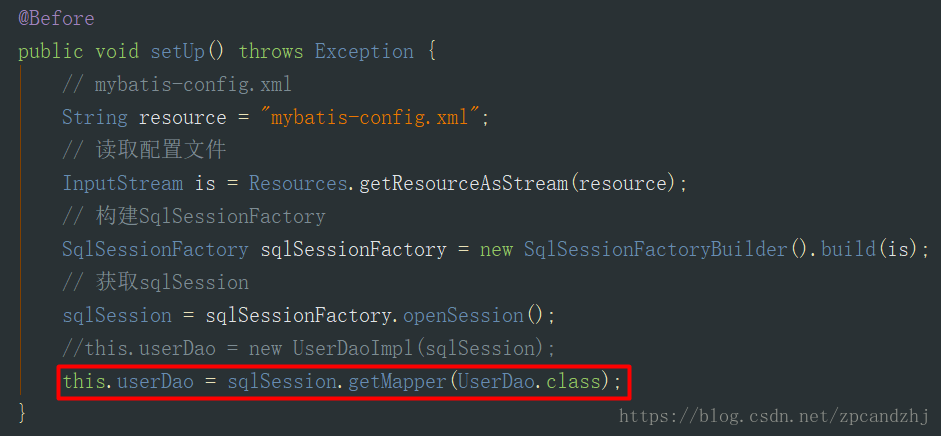 @Before
public void setUp() throws Exception {
// mybatis-config.xml
String resource = "mybatis-config.xml";
// 读取配置文件
InputStream is = Resources.getResourceAsStream(resource);
// 构建SqlSessionFactory
SqlSessionFactory sqlSessionFactory = new SqlSessionFactoryBuilder().build(is);
// 获取sqlSession
sqlSession = sqlSessionFactory.openSession();
//this.userDao = new UserDaoImpl(sqlSession);
this.userDao = sqlSession.getMapper(UserDao.class);
}
https://blog.csdn.net/zpcandzhj